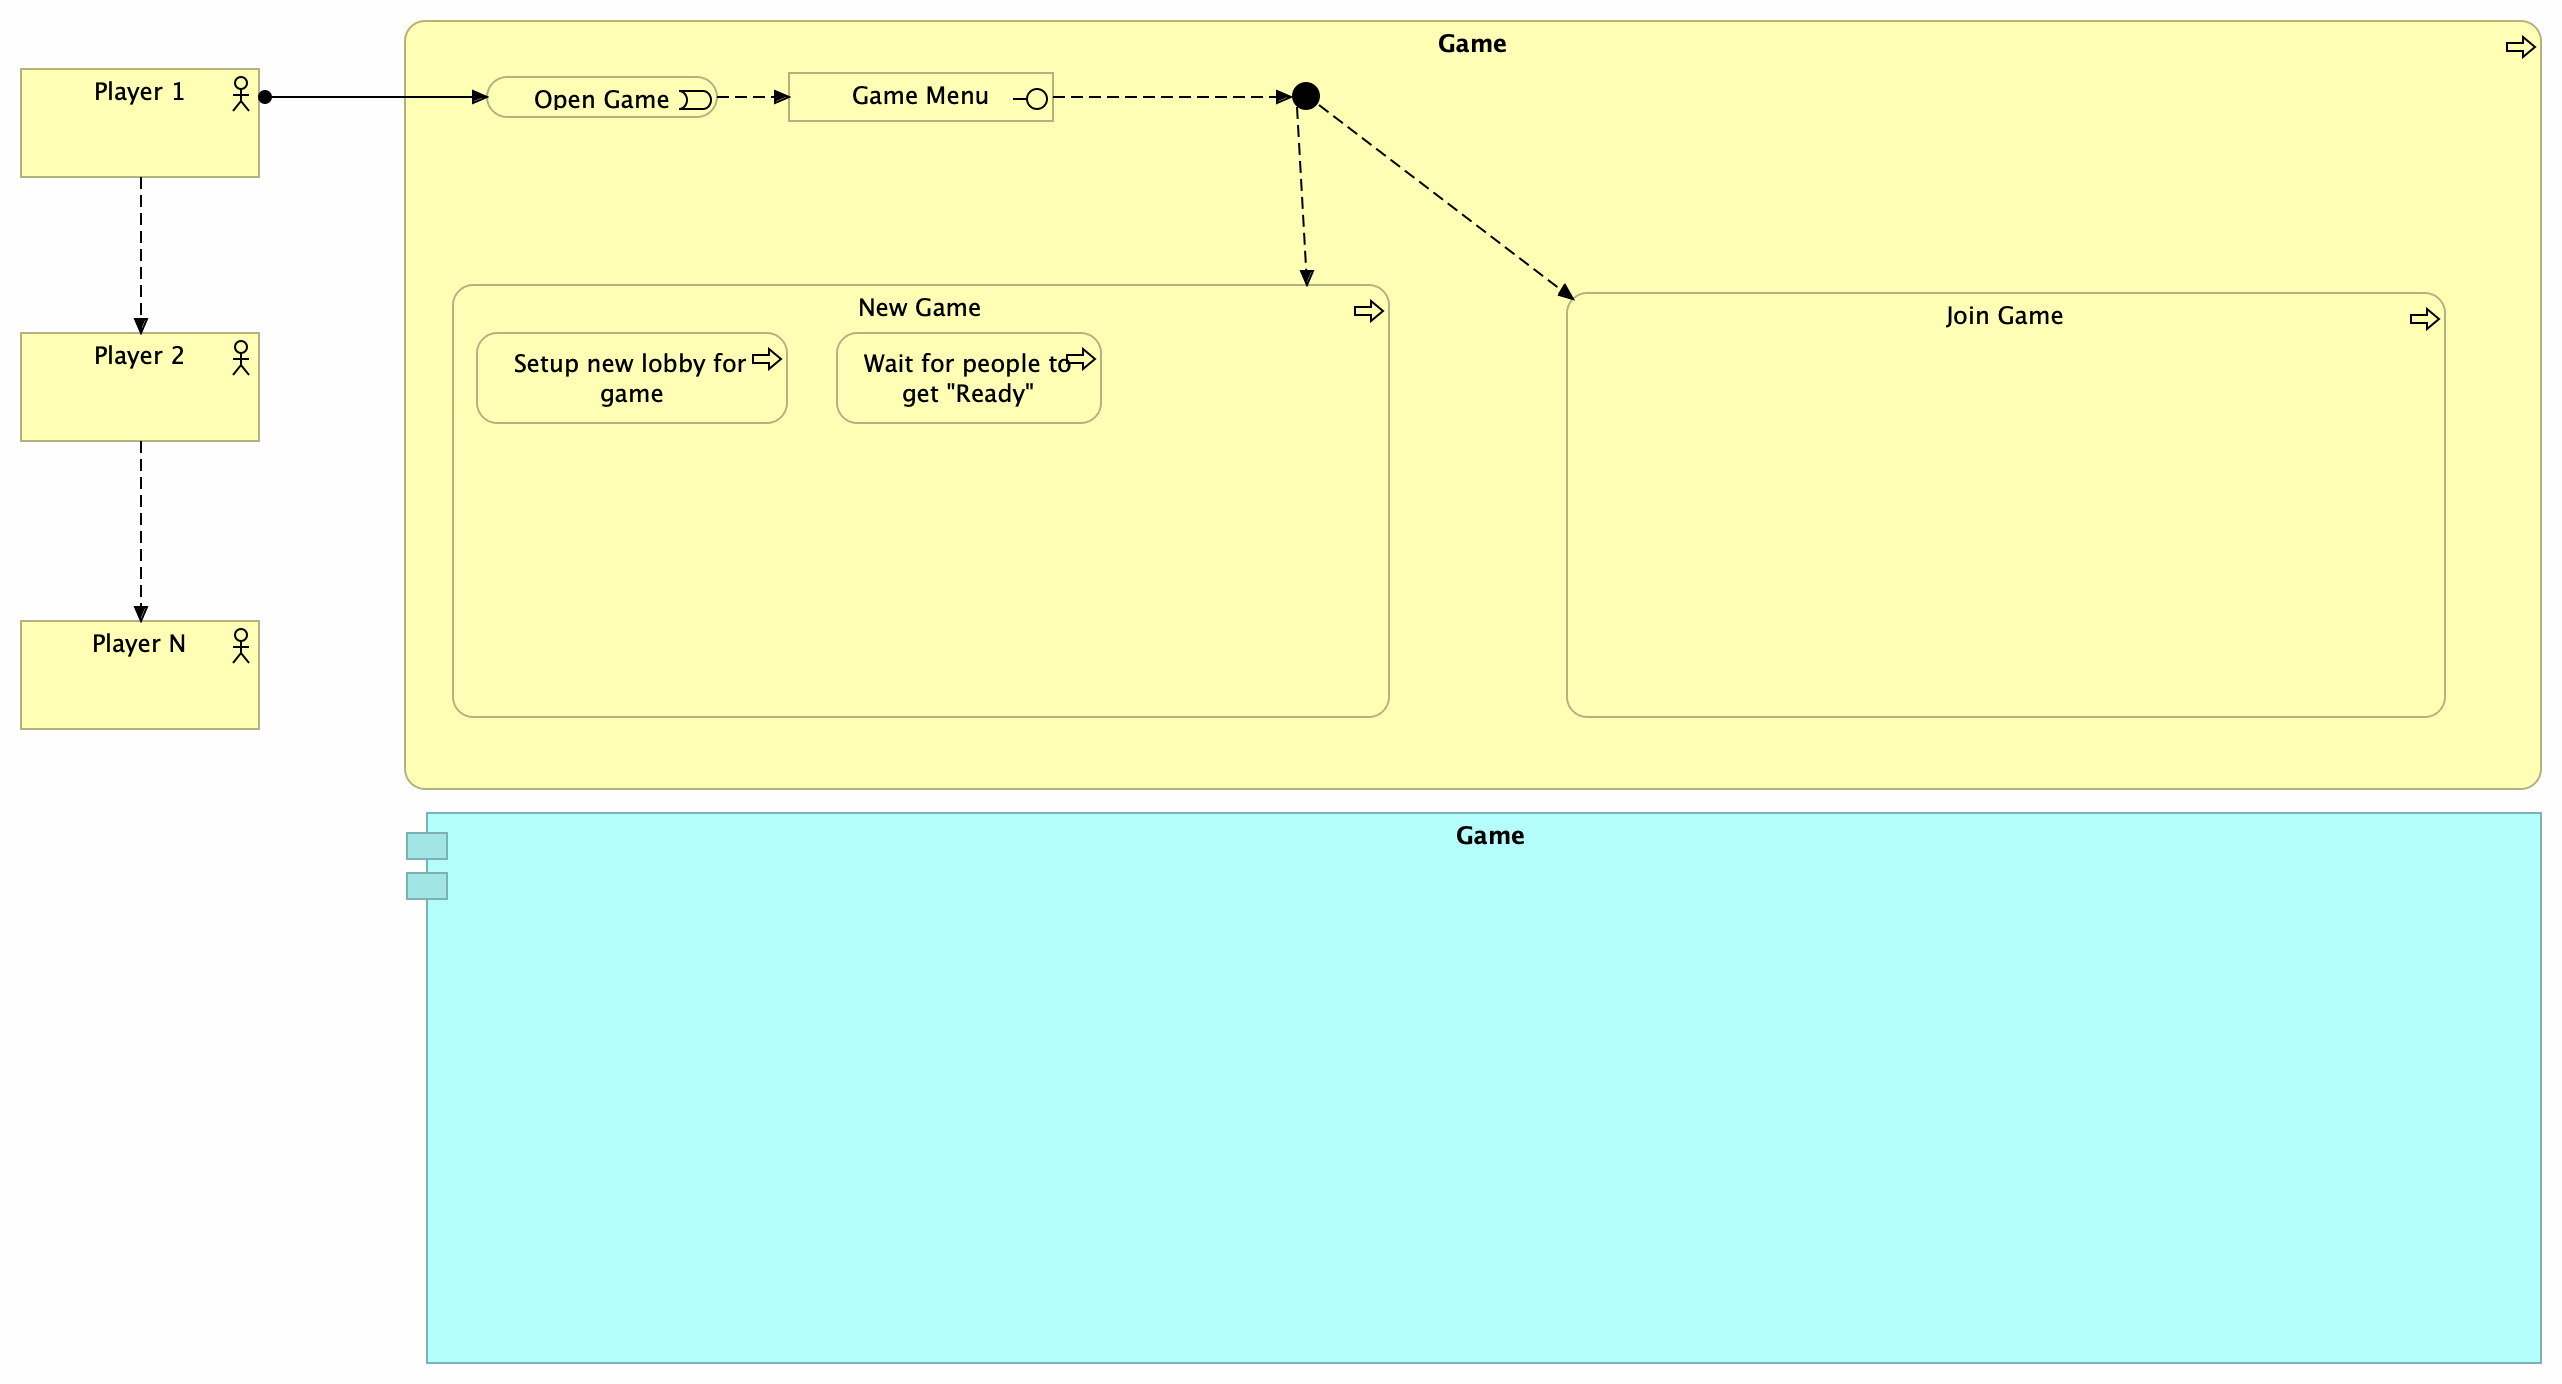 Game
Player 1
Open Game
Game Menu
New Game
Join Game
Player 2
Setup new lobby for
game
Wait for people to
get "Ready"
Player N
Game